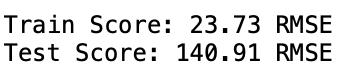 Train Score: 23.73 RMSE
Test Score: 140.91 RMSE